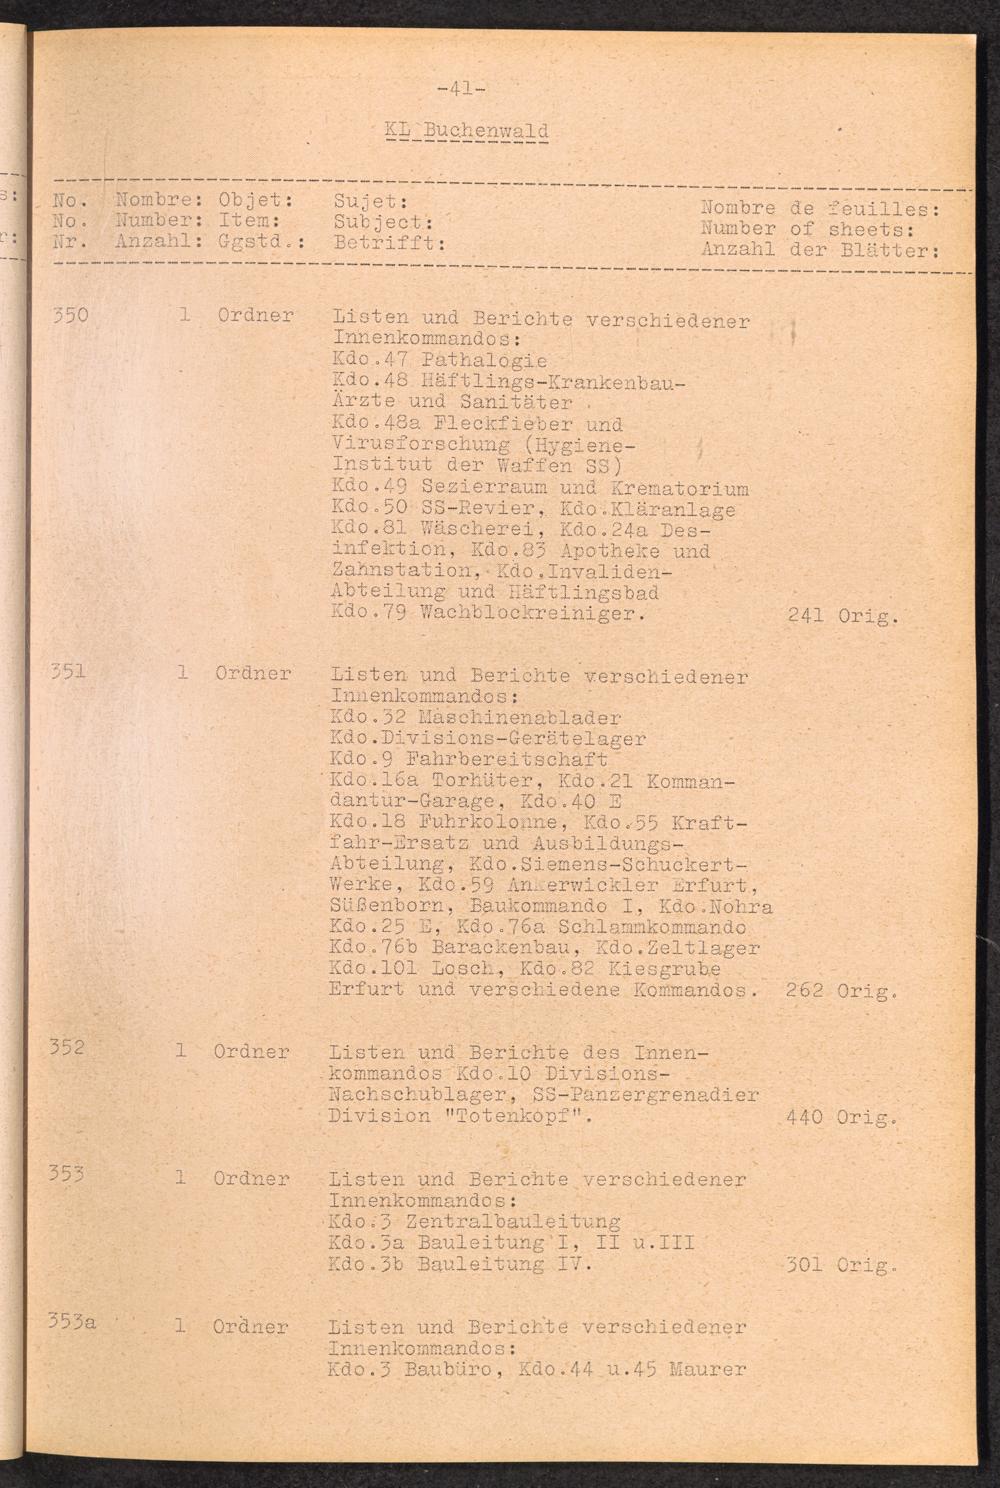 -41-
KL Buchenwald
No. Nombre: Objet: Sujet: Nombre de feuilles:
No. Number: Item: Subject: Number of sheets:
Nr. Anzahl: Ggstd.: Betrifft: Anzahl der Blätter:
350 1 Ordner Listen und Berichte verschiedener
Innenkommandos:
Kdo.47 Pathalogie
Kdo.48 Häftlings-Krankenbau-
Ärzte und Sanitäter.
Kdo.48a Fleckfieber und
Virusforschung (Hygiene-
Institut der Waffen SS)
Kdo.49 Sezierraum und Krematorium
Kdo.50 SS-Revier, Kdo.Kläranlage
Kdo.81 Wäscherei, Kdo.24a Des-
infektion, Kdo.83 Apotheke und
Zahnstation, Kdo.Invaliden-
Abteilung und Häftlingsbad
Kdo.79 Wachblockreiniger. 241 Orig.
351 1 Ordner Listen und Berichte verschiedener
Innenkommandos:
Kdo.32 Maschinenablader
Kdo.Divisions-Gerätelager
Kdo.9 Fahrbereitschaft
Kdo.16a Torhüter, Kdo.21 Komman-
dantur-Garage, Kdo.40 E
Kdo.18 Fuhrkolonne, Kdo.55 Kraft-
fahr-Ersatz und Ausbildungs-
Abteilung, Kdo.Siemens-Schuckert-
Werke, Kdo.59 Ankerwickler Erfurt,
Süßenborn, Baukommando I, Kdo.Nohra
Kdo.25 E, Kdo.76a Schlammkommando
Kdo.76b Barackenbau, Kdo.Zeltlager
Kdo.101 Losch, Kdo.82 Kiesgrube
Erfurt und verschiedene Kommandos. 262 Orig.
352 1 Ordner Listen und Berichte des Innen-
kommandos Kdo.10 Divisions-
Nachschublager, SS-Panzergrenadier
Division "Totenkopf". 440 Orig.
353 1 Ordner Listen und Berichte verschiedener
Innenkommandos:
Kdo.3 Zentralbauleitung
Kdo.3a Bauleitung I, II u.III
Kdo.3b Bauleitung IV. 301 Orig.
353a 1 Ordner Listen und Berichte verschiedener
Innenkommandos:
Kdo.3 Baubüro, Kdo.44 u.45 Maurer